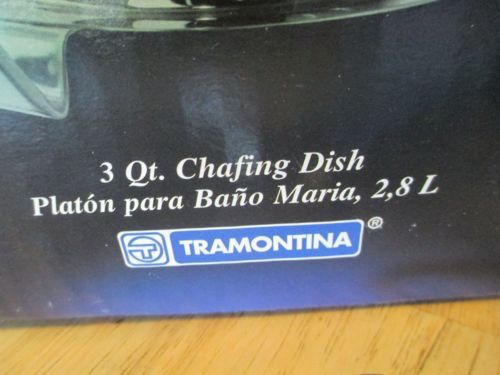 3 Qt. Chafing Dish
Platón para Baño Maria, 2,8 L
TRAMONTINA®